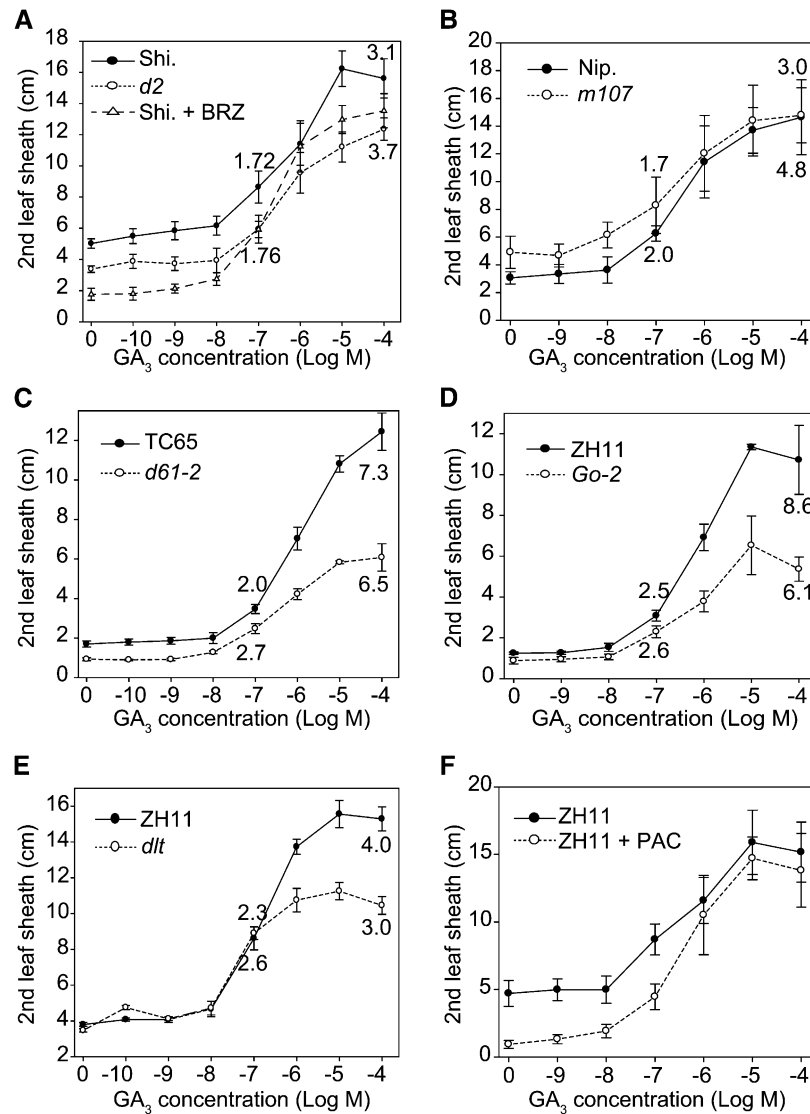 A
2nd leaf sheath (cm)
18
16
14
12
10
8
6
4
2
0
Shi.
d2
Shi. + BRZ
3.1
1.72
3.7
1.76
0 -10 -9 -8 -7 -6 -5 -4
GA3 concentration (Log M)
B
2nd leaf sheath (cm)
20
18
16
14
12
10
8
6
4
2
0
Nip.
m107
3.0
1.7
4.8
2.0
0 -9 -8 -7 -6 -5 -4
GA3 concentration (Log M)
C
2nd leaf sheath (cm)
12
10
8
6
4
2
0
TC65
d61-2
7.3
2.0
6.5
2.7
0 -10 -9 -8 -7 -6 -5 -4
GA3 concentration (Log M)
D
2nd leaf sheath (cm)
12
10
8
6
4
2
0
ZH11
Go-2
8.6
2.5
6.1
2.6
0 -9 -8 -7 -6 -5 -4
GA3 concentration (Log M)
E
2nd leaf sheath (cm)
16
14
12
10
8
6
4
2
ZH11
dlt
4.0
2.3
3.0
2.6
0 -10 -9 -8 -7 -6 -5 -4
GA3 concentration (Log M)
F
2nd leaf sheath (cm)
20
15
10
5
0
ZH11
ZH11 + PAC
0 -9 -8 -7 -6 -5 -4
GA3 concentration (Log M)